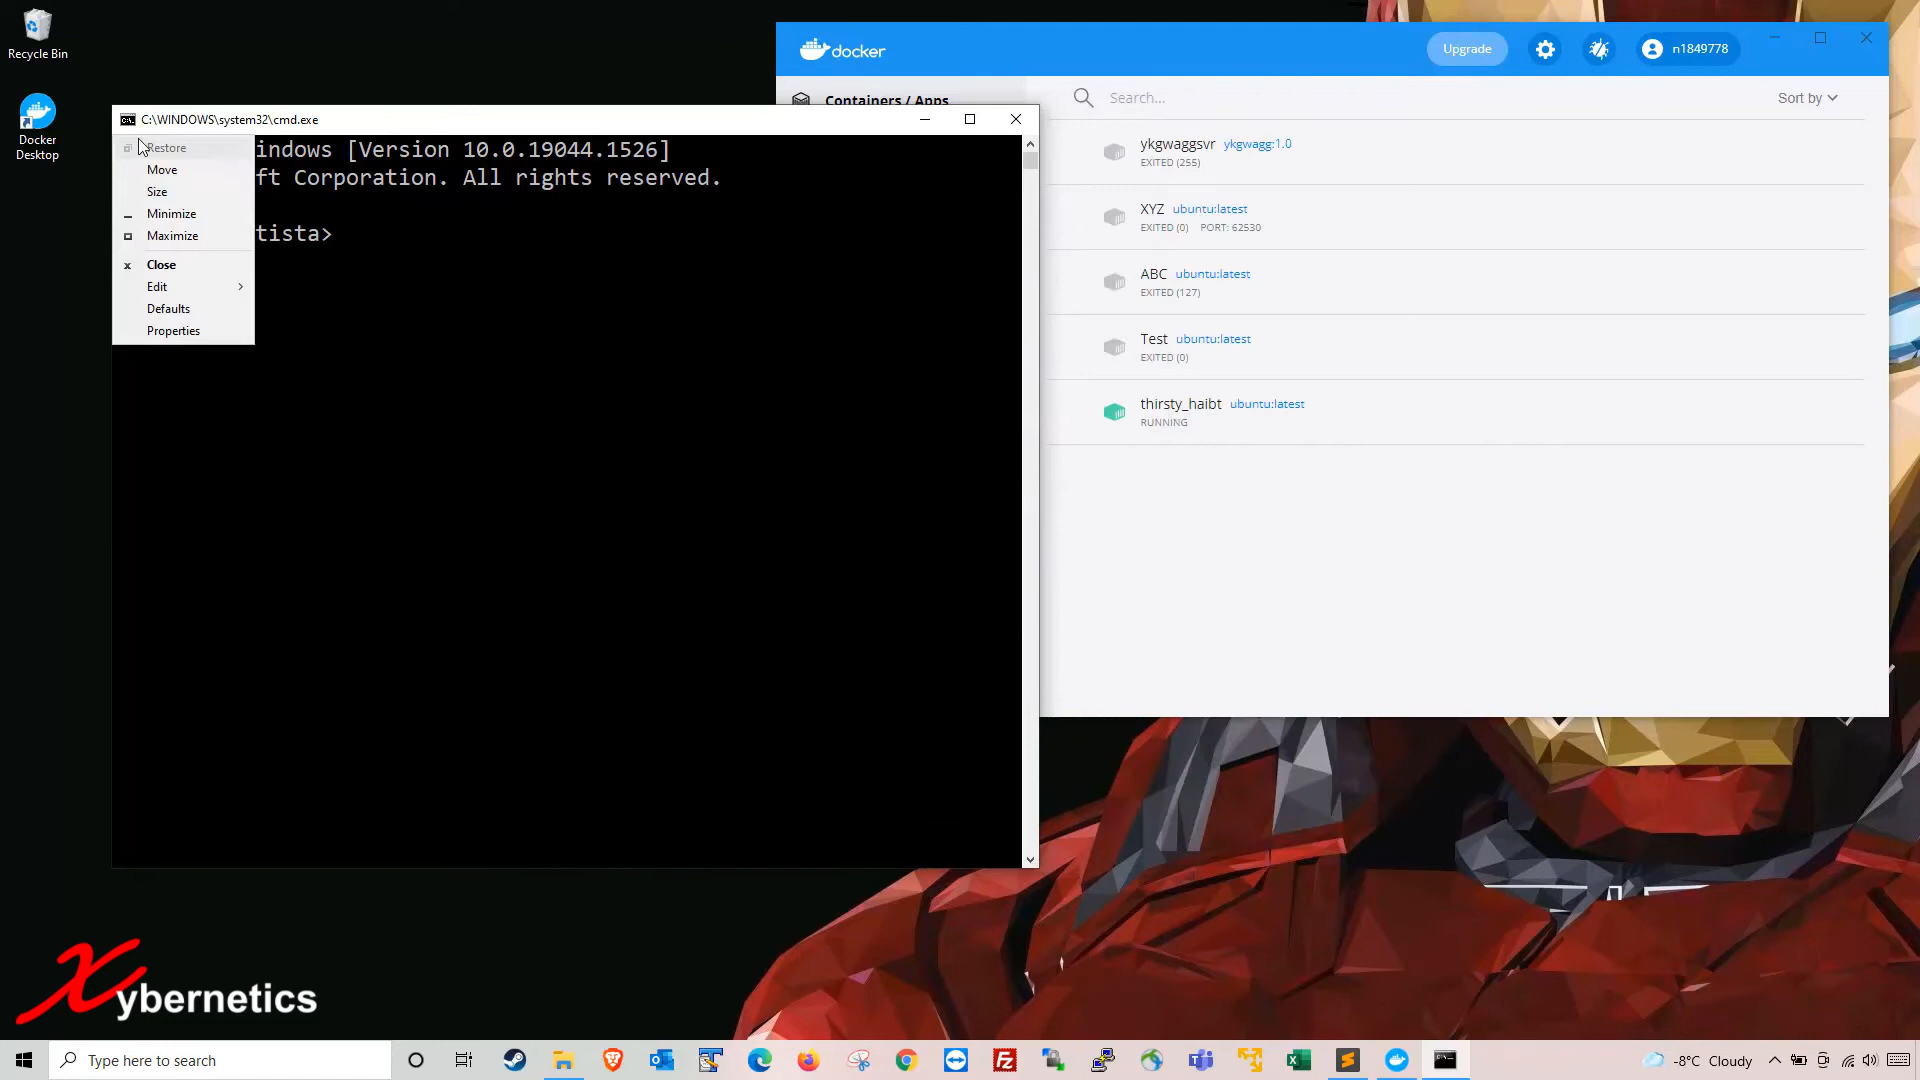 Recycle Bin
Docker
Desktop
C:\WINDOWS\system32\cmd.exe
indows [Version 10.0.19044.1526]
ft Corporation. All rights reserved.
tista>
Restore
Move
Size
Minimize
Maximize
Close
Edit
Defaults
Properties
docker
Upgrade
n1849778
Containers / Apps
Search...
Sort by
ykgwaggsvr ykgwagg:1.0
EXITED (255)
XYZ ubuntu:latest
EXITED (0) PORT: 62530
ABC ubuntu:latest
EXITED (127)
Test ubuntu:latest
EXITED (0)
thirsty_haibt ubuntu:latest
RUNNING
Xybernetics
Type here to search
-8°C Cloudy